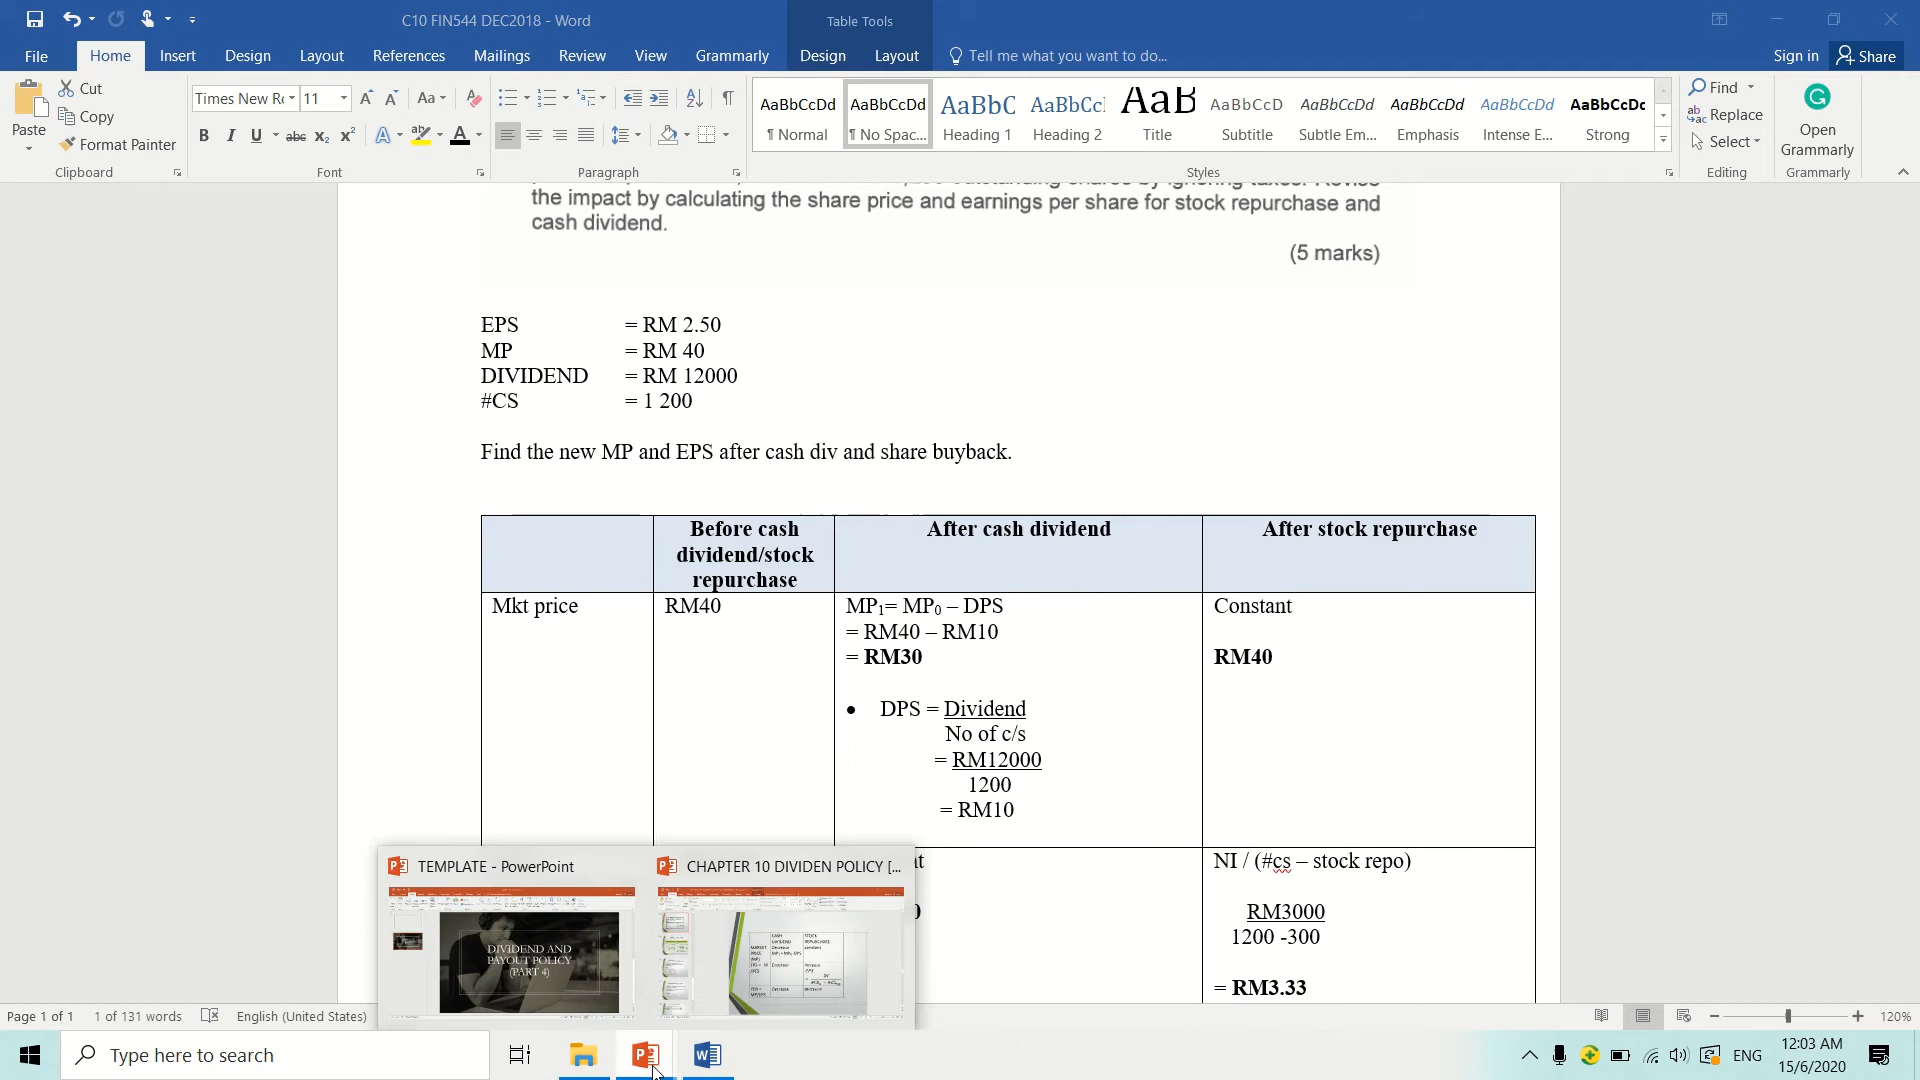 C10 FIN544 DEC2018 - Word
Table Tools
File Home Insert Design Layout References Mailings Review View Grammarly Design Layout Tell me what you want to do... Sign in Share
Paste
Cut
Copy
Format Painter
Clipboard
Times New Ro 11
Font
Paragraph
AaBbCcDd
¶ Normal
AaBbCcDd
¶ No Spac...
AaBbC
Heading 1
AaBbCc
Heading 2
AaB
Title
AaBbCcD
Subtitle
AaBbCcDd
Subtle Em...
AaBbCcDd
Emphasis
AaBbCcDd
Intense E...
AaBbCcDc
Strong
Styles
Find
Replace
Select
Editing
Open
Grammarly
Grammarly
outstanding shares by ignoring taxes.
the impact by calculating the share price and earnings per share for stock repurchase and
cash dividend.
(5 marks)
EPS = RM 2.50
MP = RM 40
DIVIDEND = RM 12000
#CS = 1 200
Find the new MP and EPS after cash div and share buyback.
Before cash
dividend/stock
repurchase
After cash dividend
After stock repurchase
Mkt price
RM40
MP₁= MP₀ – DPS
= RM40 – RM10
= RM30
• DPS = Dividend
No of c/s
= RM12000
1200
= RM10
Constant
RM40
NI / (#cs – stock repo)
RM3000
1200 -300
= RM3.33
TEMPLATE - PowerPoint
DIVIDEND AND
PAYOUT POLICY
(PART 4)
CHAPTER 10 DIVIDEN POLICY [...
Page 1 of 1 1 of 131 words English (United States) 120%
Type here to search
ENG
12:03 AM
15/6/2020